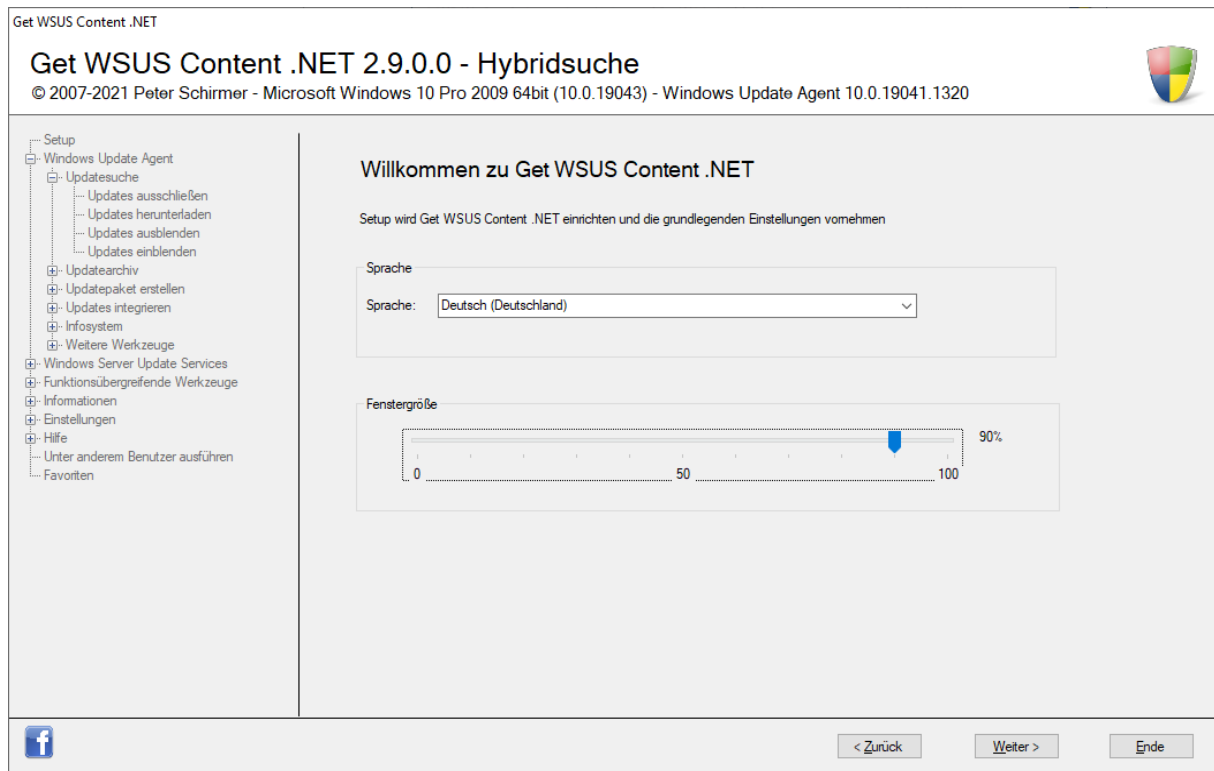 Get WSUS Content .NET
Get WSUS Content .NET 2.9.0.0 - Hybridsuche
© 2007-2021 Peter Schirmer - Microsoft Windows 10 Pro 2009 64bit (10.0.19043) - Windows Update Agent 10.0.19041.1320
Setup
Windows Update Agent
Updatesuche
Updates ausschließen
Updates herunterladen
Updates ausblenden
Updates einblenden
Updatearchiv
Updatepaket erstellen
Updates integrieren
Infosystem
Weitere Werkzeuge
Windows Server Update Services
Funktionsübergreifende Werkzeuge
Informationen
Einstellungen
Hilfe
Unter anderem Benutzer ausführen
Favoriten
Willkommen zu Get WSUS Content .NET
Setup wird Get WSUS Content .NET einrichten und die grundlegenden Einstellungen vornehmen
Sprache
Sprache: Deutsch (Deutschland)
Fenstergröße
90%
0 50 100
f
< Zurück Weiter > Ende